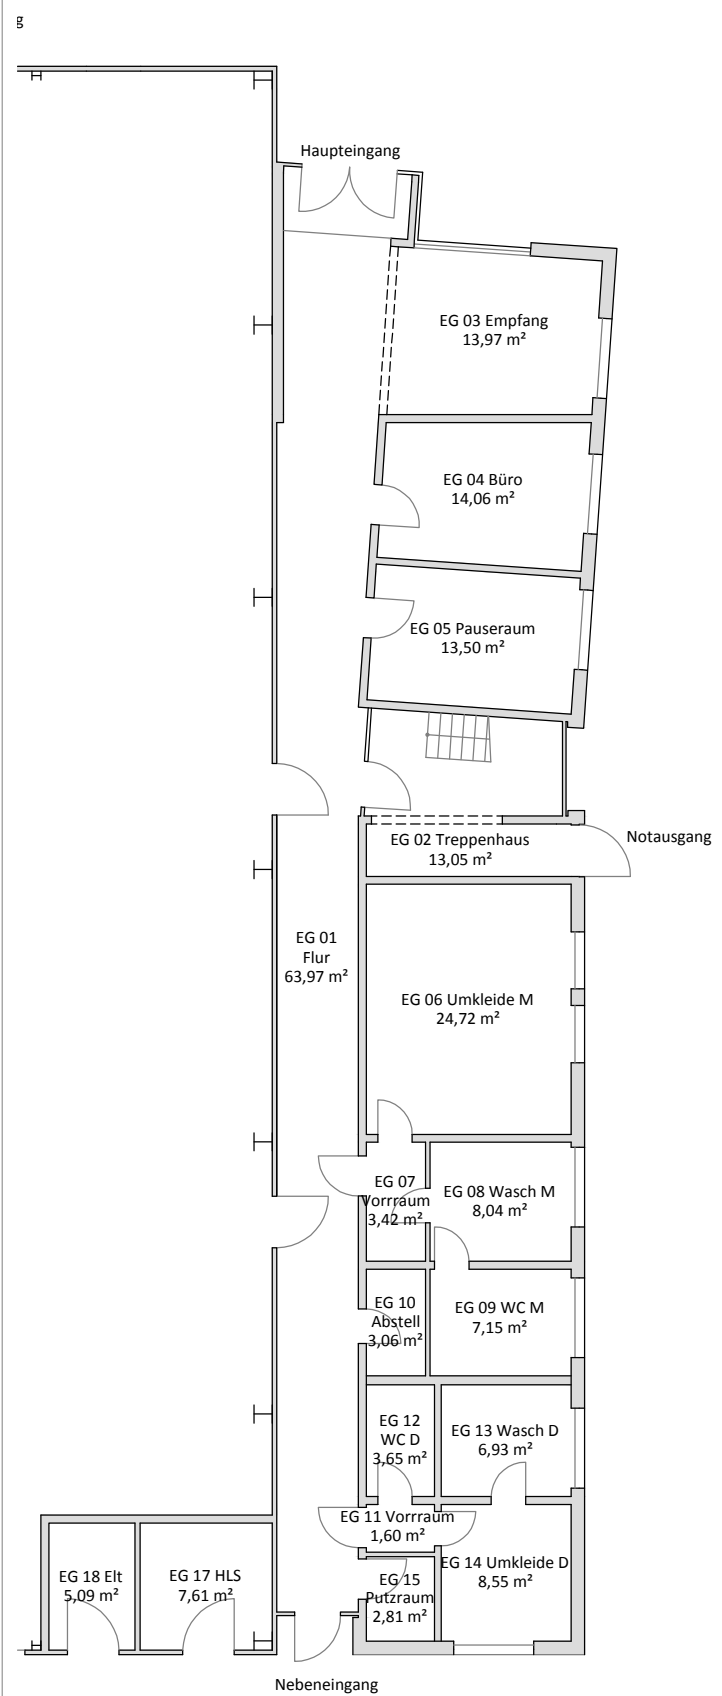 g
Haupteingang
EG 03 Empfang
13,97 m²
EG 04 Büro
14,06 m²
EG 05 Pauseraum
13,50 m²
EG 02 Treppenhaus
13,05 m²
Notausgang
EG 01
Flur
63,97 m²
EG 06 Umkleide M
24,72 m²
EG 07
Vorrraum
3,42 m²
EG 08 Wasch M
8,04 m²
EG 10
Abstell
3,06 m²
EG 09 WC M
7,15 m²
EG 12
WC D
3,65 m²
EG 13 Wasch D
6,93 m²
EG 11 Vorrraum
1,60 m²
EG 14 Umkleide D
8,55 m²
EG 15
Putzraum
2,81 m²
EG 18 Elt
5,09 m²
EG 17 HLS
7,61 m²
Nebeneingang